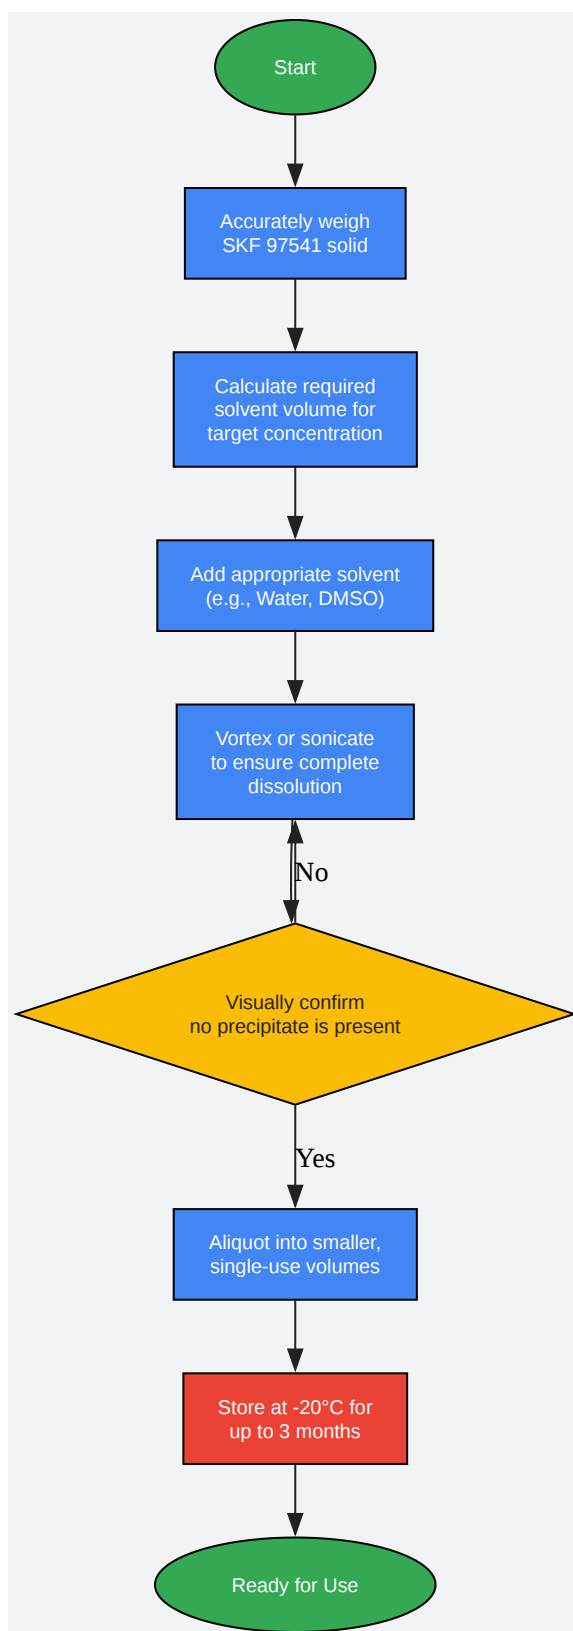 Start
Accurately weigh
SKF 97541 solid
Calculate required
solvent volume for
target concentration
Add appropriate solvent
(e.g., Water, DMSO)
Vortex or sonicate
to ensure complete
dissolution
No
Visually confirm
no precipitate is present
Yes
Aliquot into smaller,
single-use volumes
Store at -20°C for
up to 3 months
Ready for Use